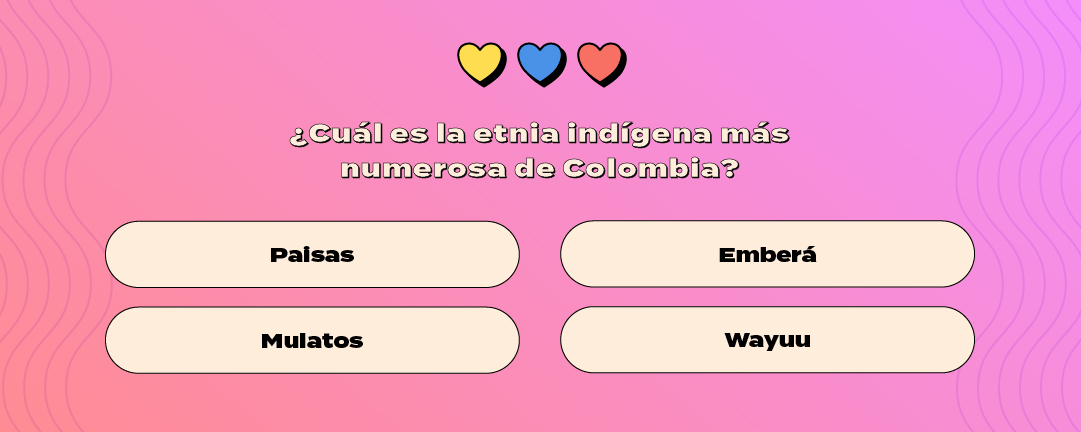 ¿Cuál es la etnia indígena más
numerosa de Colombia?
Paisas
Emberá
Mulatos
Wayuu